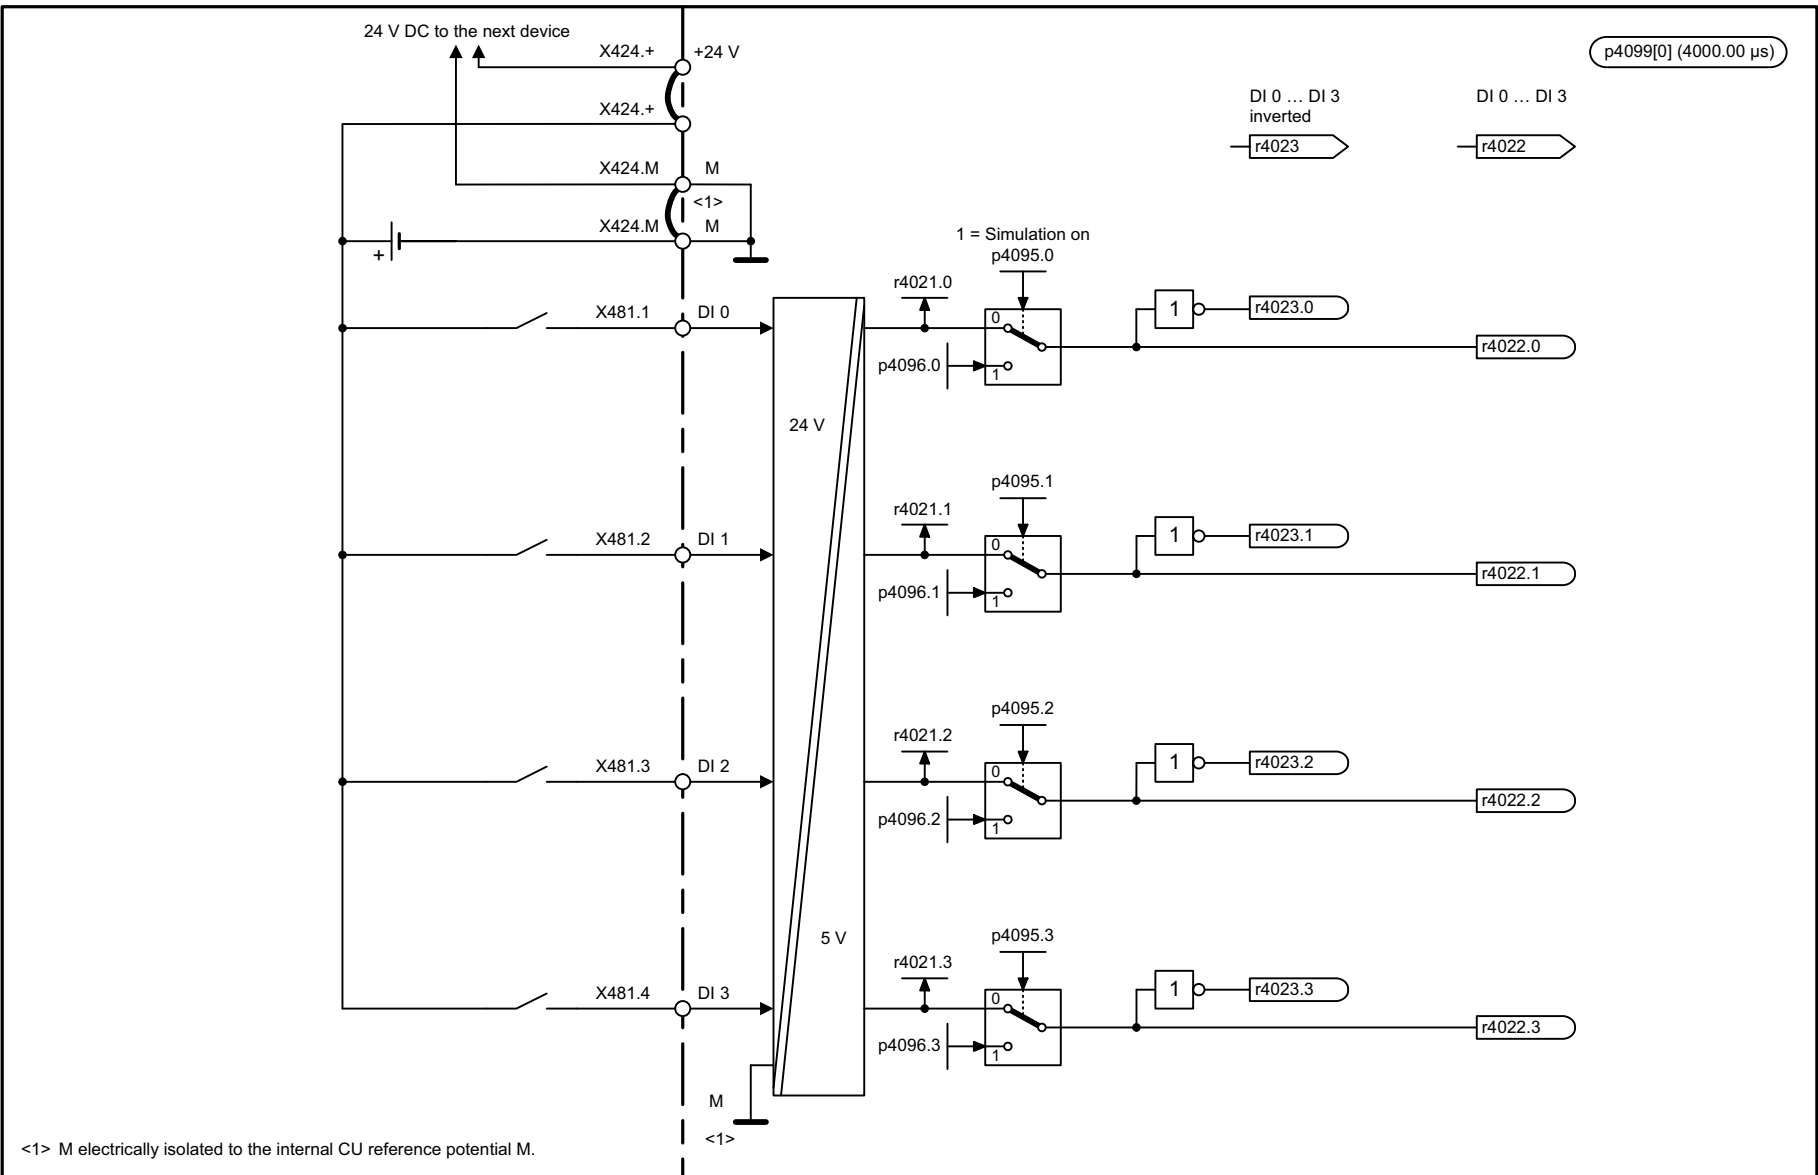 24 V DC to the next device
X424.+
+24 V
p4099[0] (4000.00 µs)
X424.+
DI 0 … DI 3
inverted
DI 0 … DI 3
r4023
r4022
X424.M
M
<1>
X424.M
M
+
1 = Simulation on
p4095.0
r4021.0
X481.1
DI 0
0
1
r4023.0
r4022.0
p4096.0
1
24 V
p4095.1
r4021.1
X481.2
DI 1
0
1
r4023.1
r4022.1
p4096.1
1
p4095.2
r4021.2
X481.3
DI 2
0
1
r4023.2
r4022.2
p4096.2
1
5 V
p4095.3
r4021.3
X481.4
DI 3
0
1
r4023.3
r4022.3
p4096.3
1
M
<1>
<1> M electrically isolated to the internal CU reference potential M.